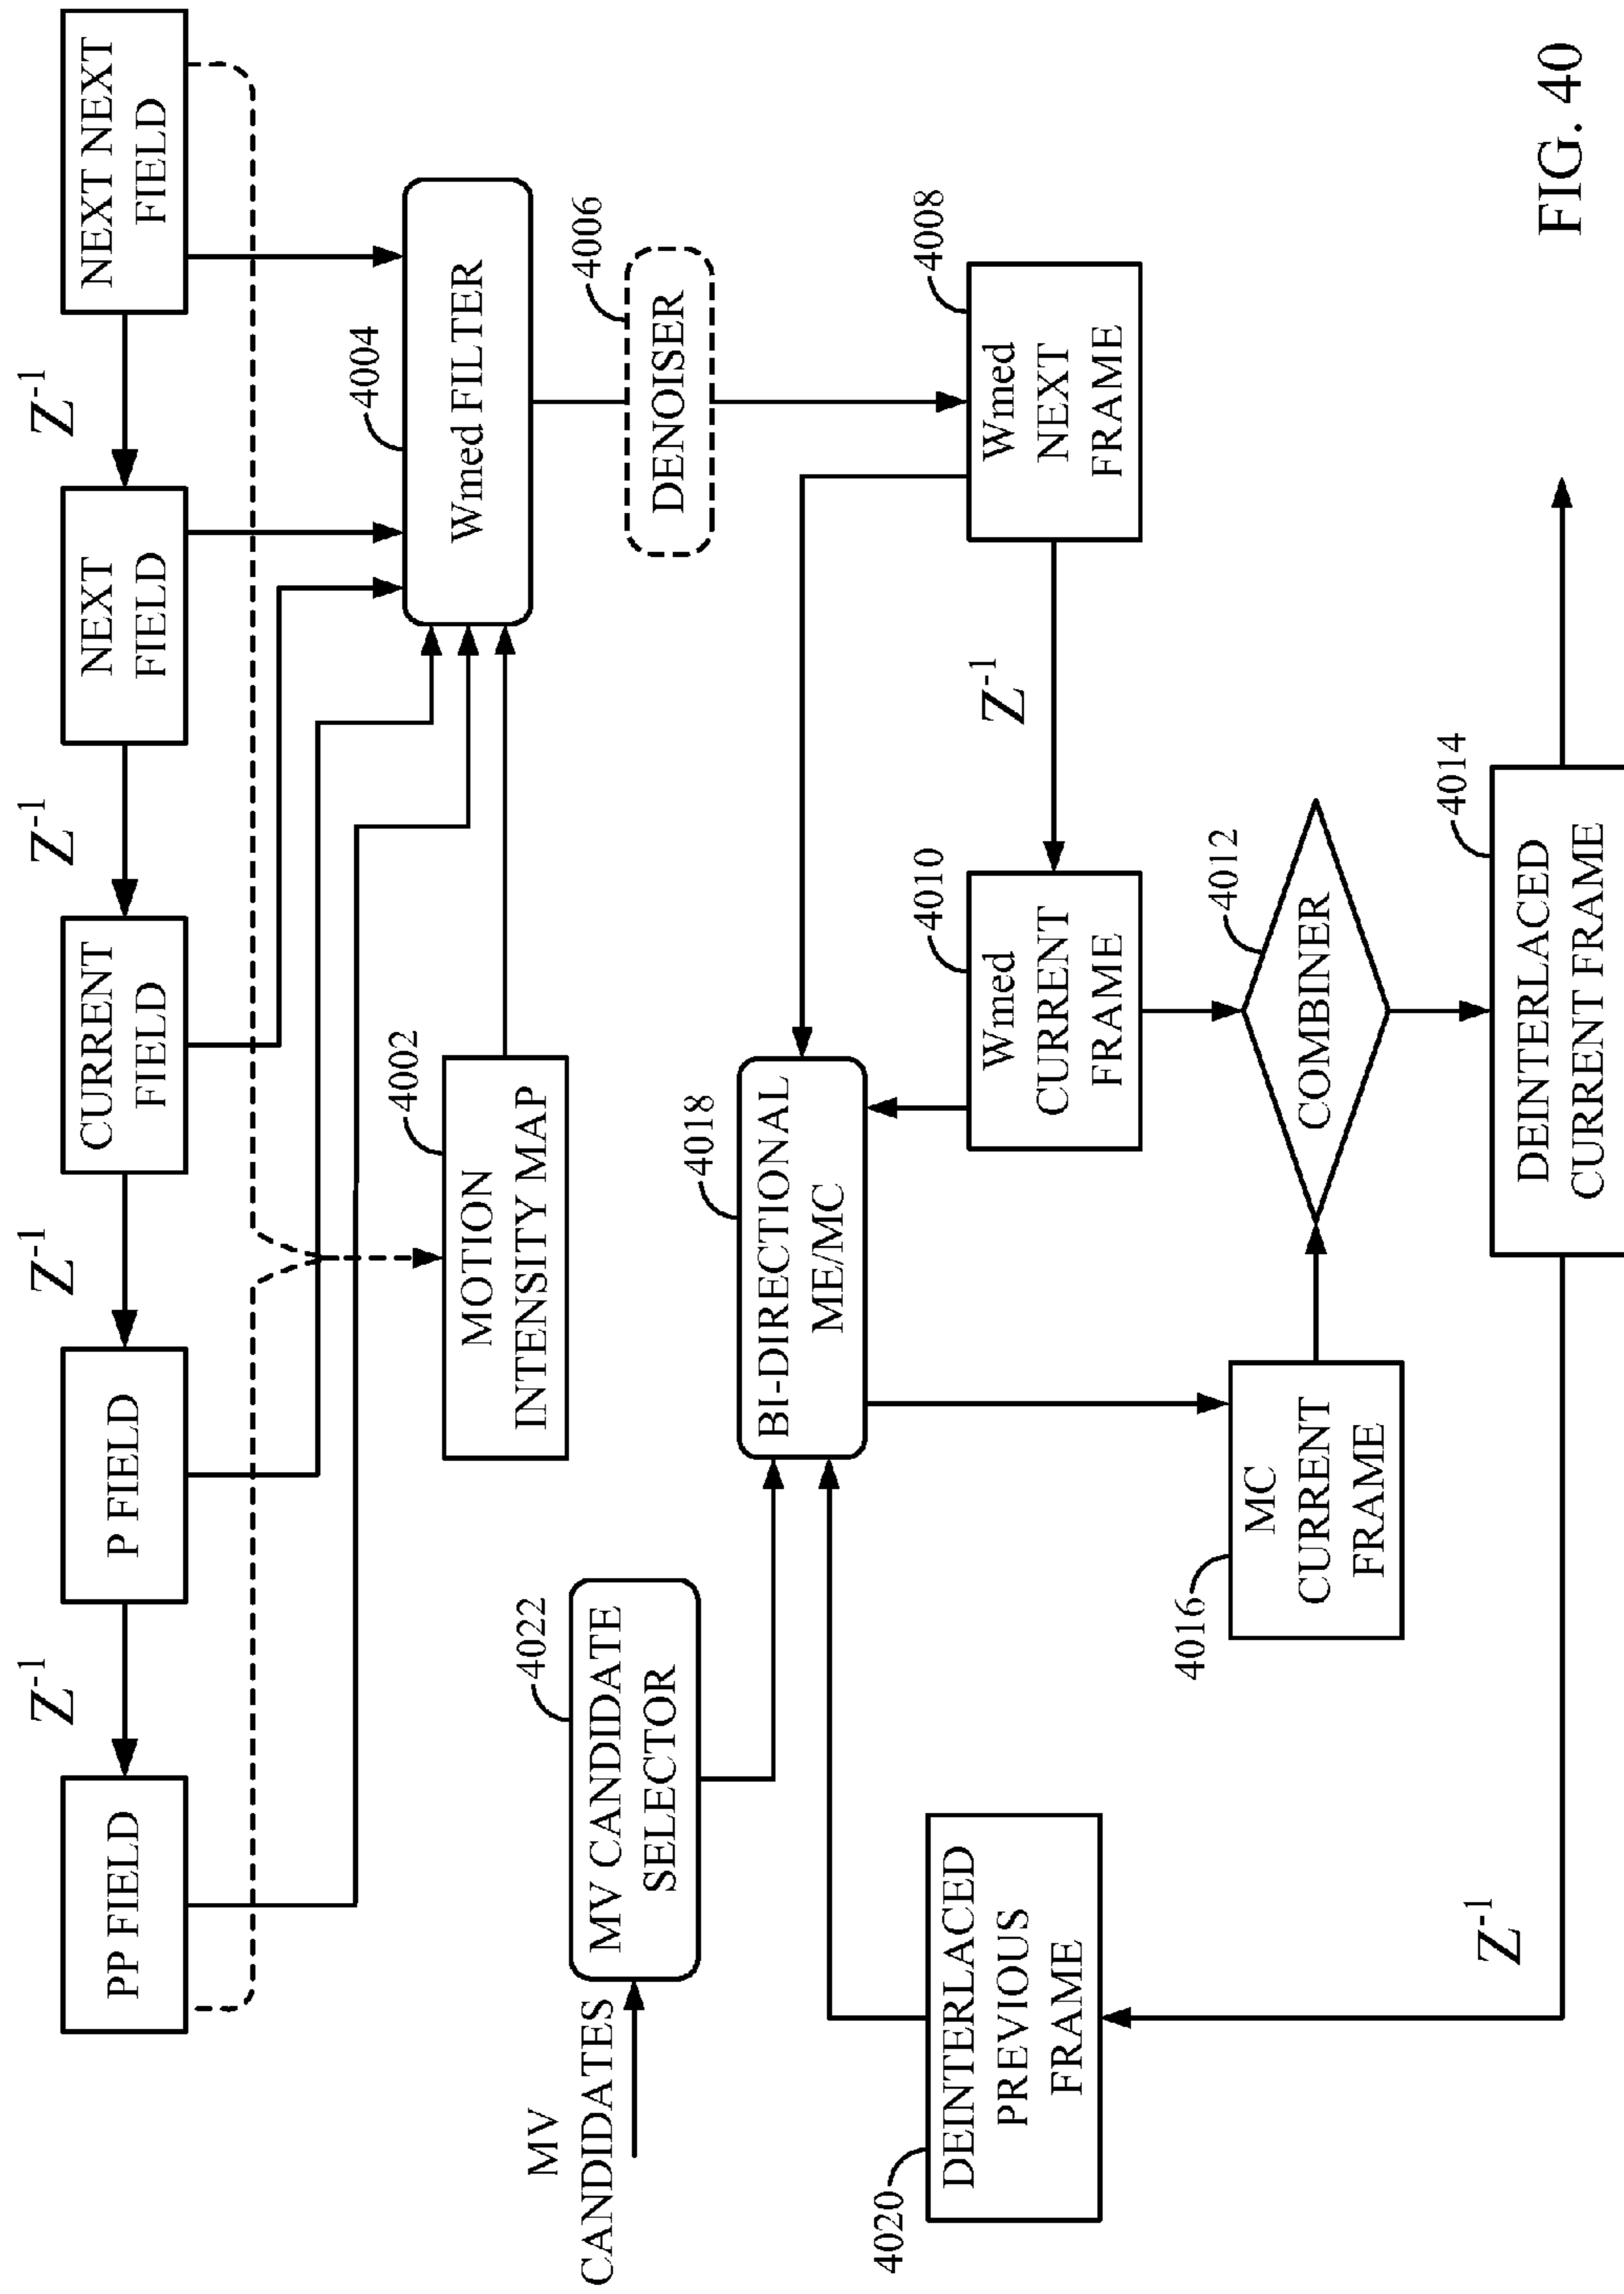 Z-1
Z-1
Z-1
Z-1
PP FIELD
P FIELD
CURRENT
FIELD
NEXT
FIELD
NEXT NEXT
FIELD
4002
MOTION
INTENSITY MAP
4004
Wmed FILTER
4006
DENOISER
MV
CANDIDATES
4022
MV CANDIDATE
SELECTOR
4018
BI-DIRECTIONAL
ME/MC
4008
Wmed
NEXT
FRAME
Z-1
4020
DEINTERLACED
PREVIOUS
FRAME
4010
Wmed
CURRENT
FRAME
4016
MC
CURRENT
FRAME
4012
COMBINER
4014
DEINTERLACED
CURRENT FRAME
Z-1
FIG. 40